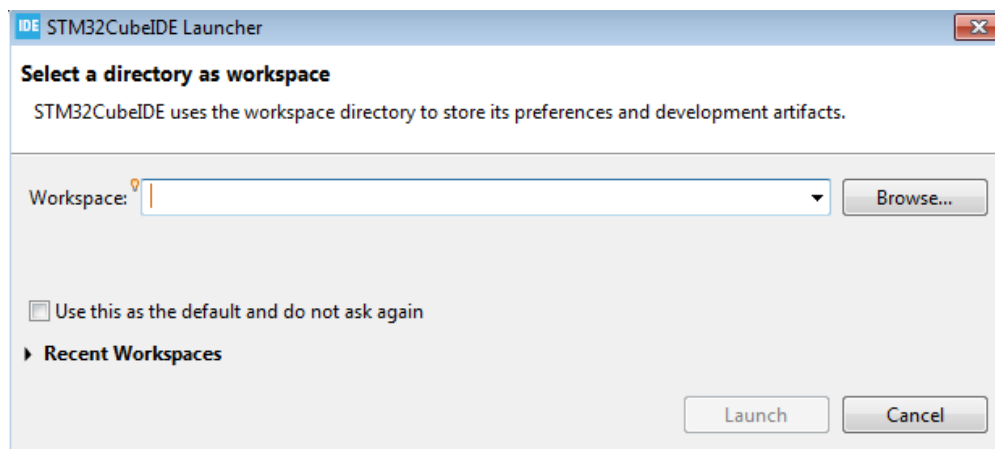 IDE STM32CubeIDE Launcher
Select a directory as workspace
STM32CubeIDE uses the workspace directory to store its preferences and development artifacts.
Workspace:
Browse...
Use this as the default and do not ask again
Recent Workspaces
Launch
Cancel